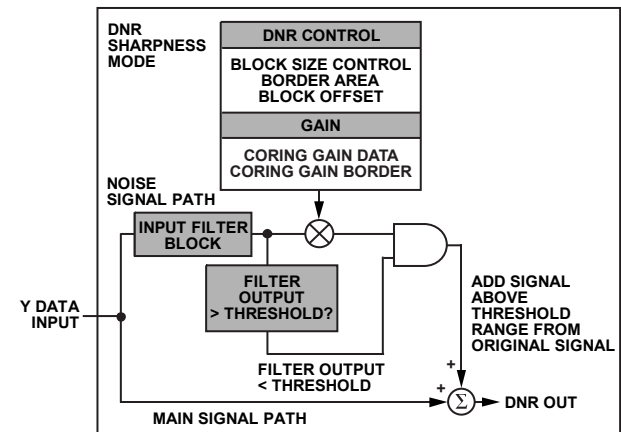 DNR
SHARPNESS
MODE
DNR CONTROL
BLOCK SIZE CONTROL
BORDER AREA
BLOCK OFFSET
GAIN
CORING GAIN DATA
CORING GAIN BORDER
NOISE
SIGNAL PATH
INPUT FILTER
BLOCK
FILTER
OUTPUT
> THRESHOLD?
Y DATA
INPUT
FILTER OUTPUT
< THRESHOLD
ADD SIGNAL
ABOVE
THRESHOLD
RANGE FROM
ORIGINAL SIGNAL
+
+
Σ
DNR OUT
MAIN SIGNAL PATH